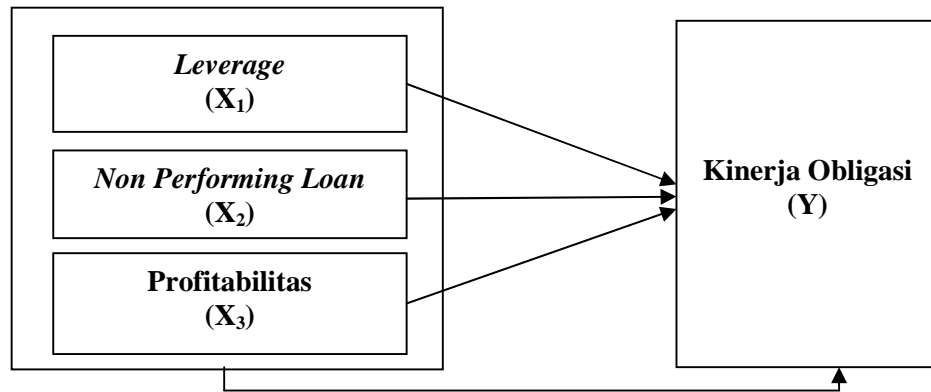 Leverage
(X₁)
Non Performing Loan
(X₂)
Profitabilitas
(X₃)
Kinerja Obligasi
(Y)